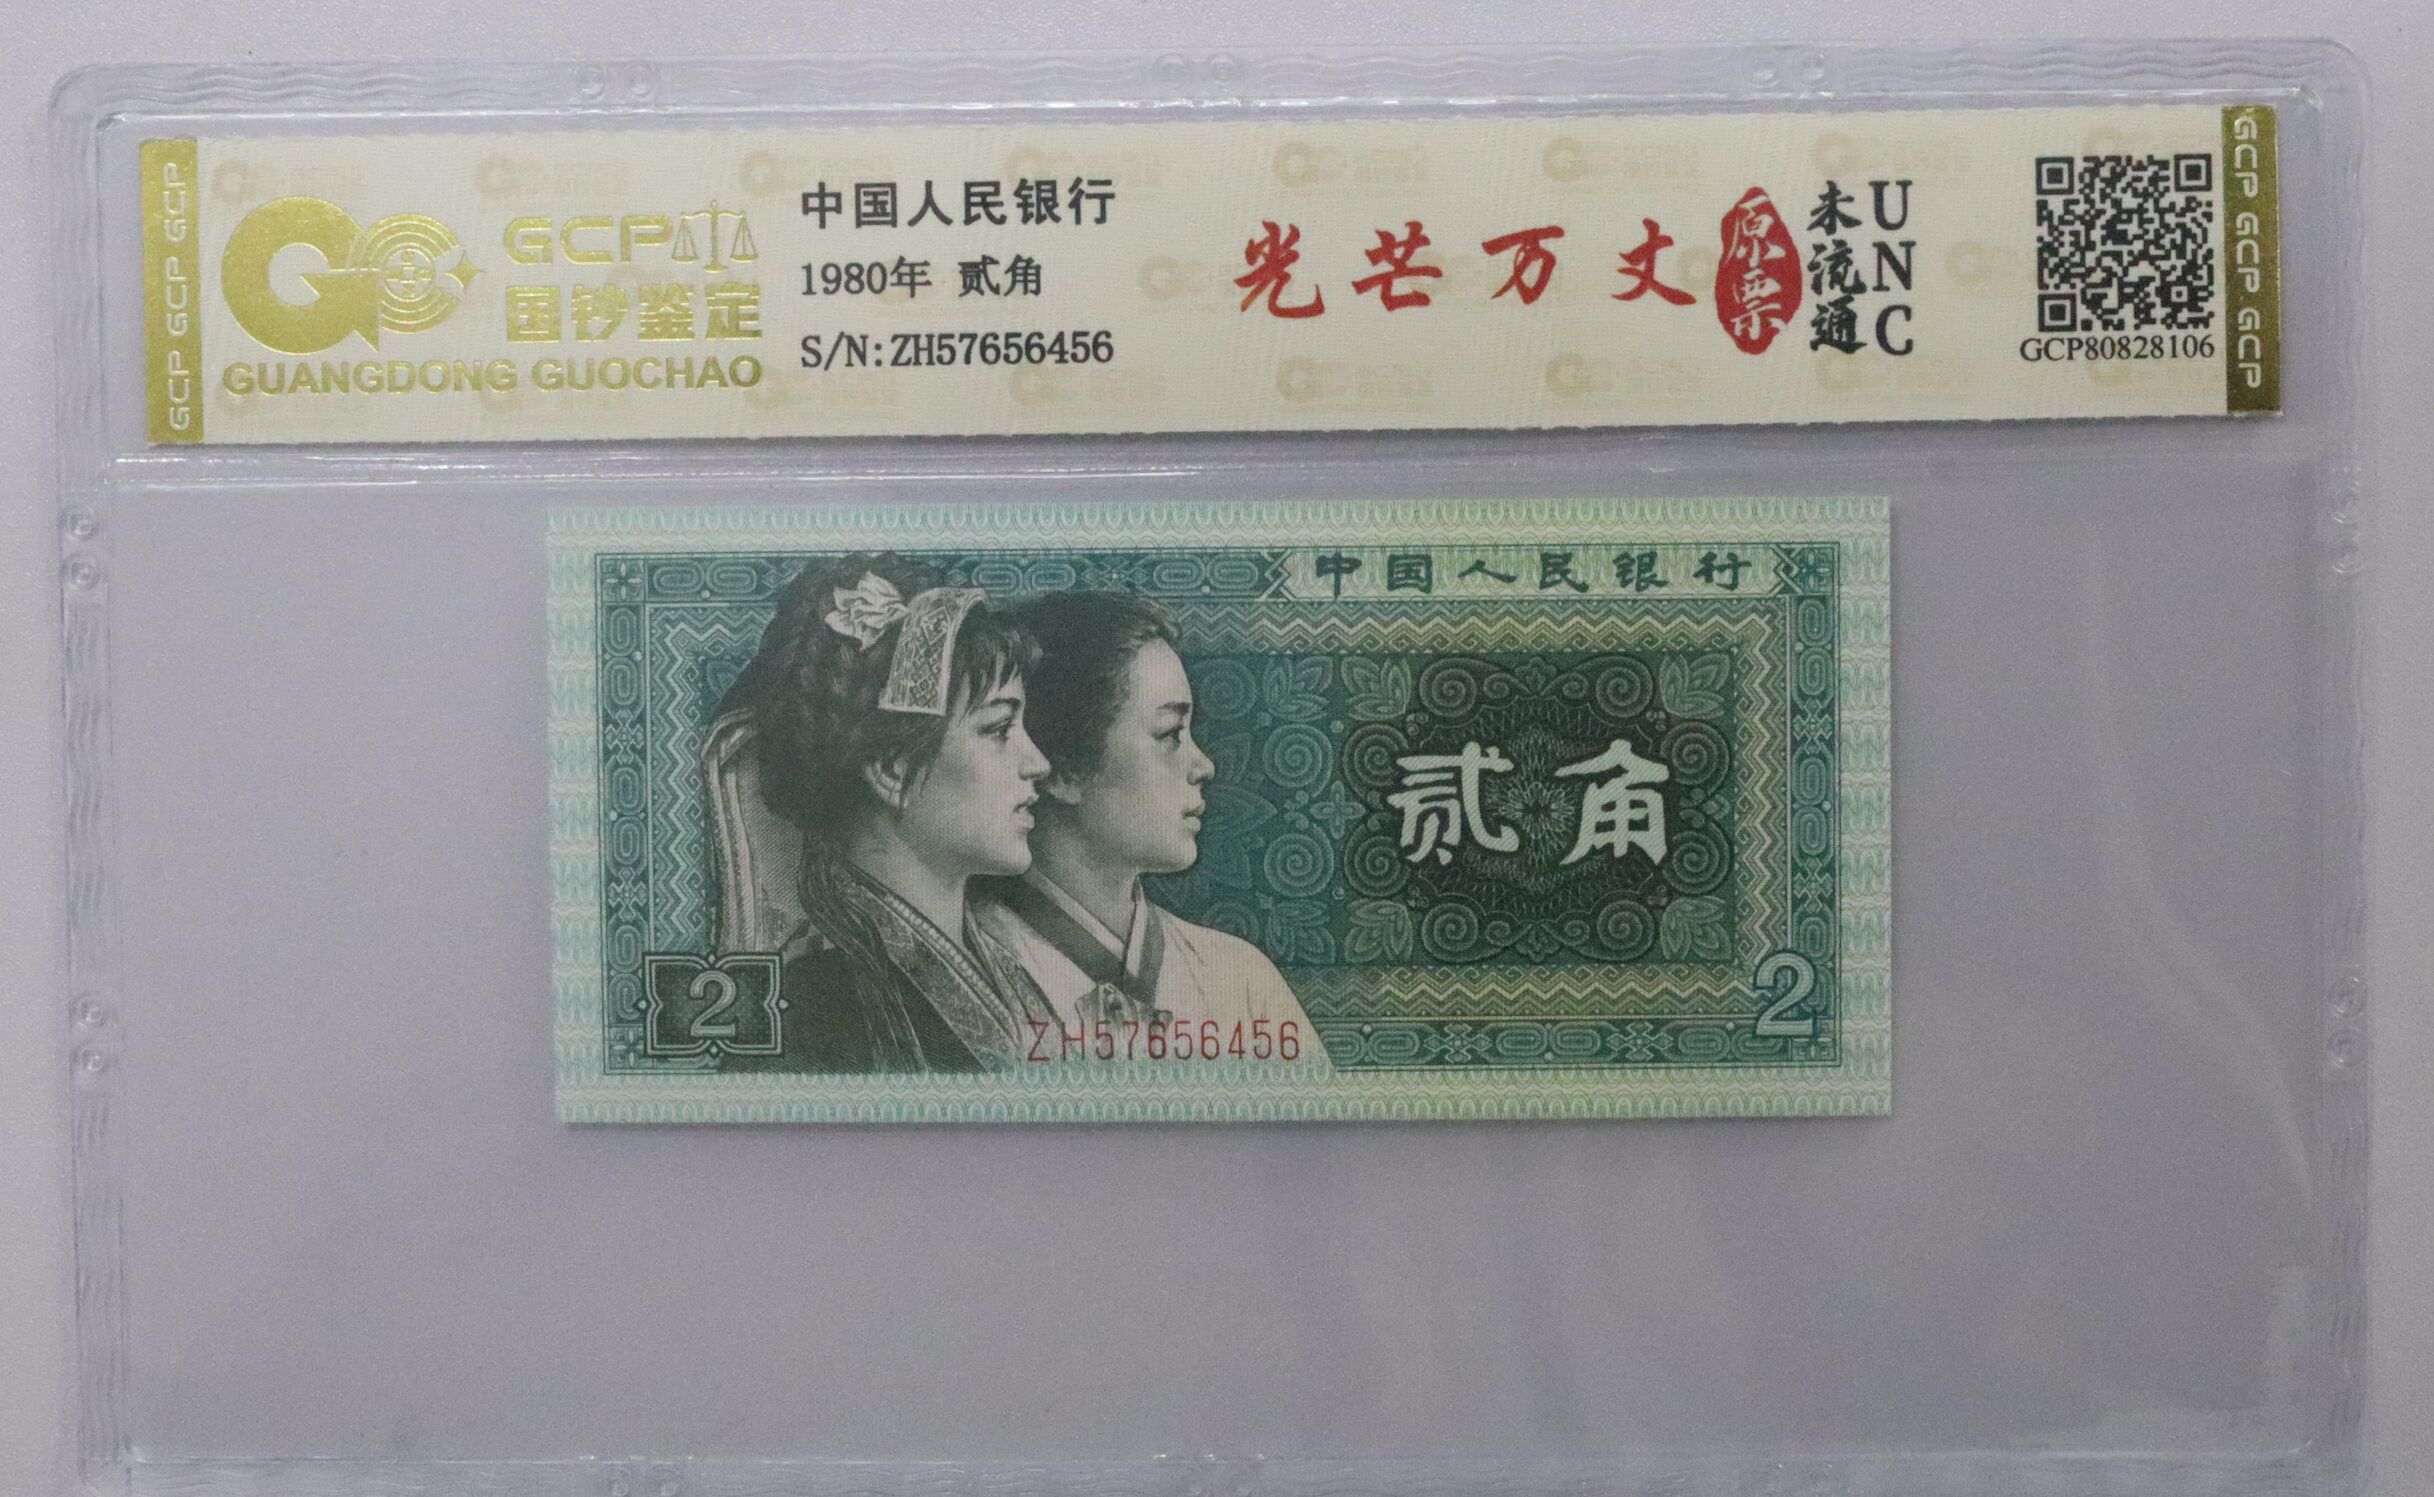 GCP GCP GCP
GCP
国钞鉴定
GUANGDONG GUOCHAO
中国人民银行
1980年 贰角
S/N:ZH57656456
光芒万丈
原票
未流通
UNC
GCP80828106
GCP GCP GCP
中国人民银行
贰角
2
2
ZH57656456